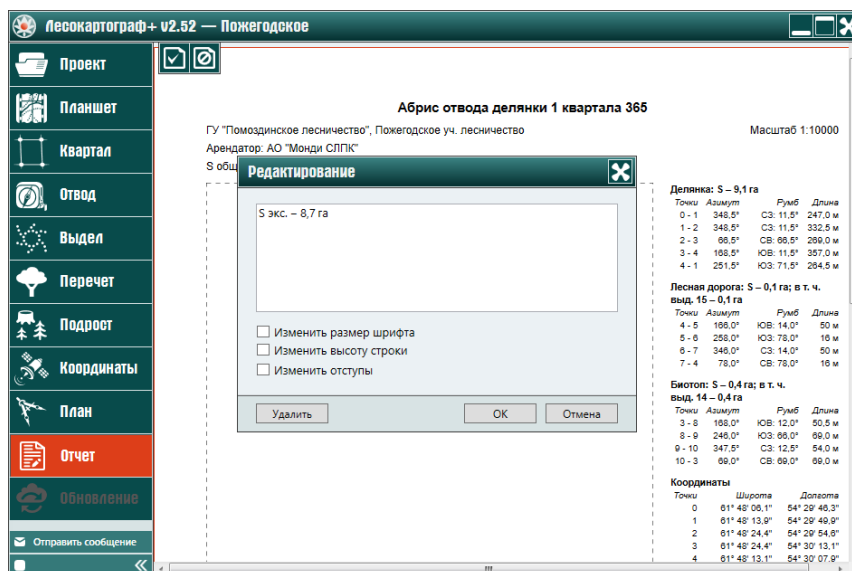 Лесокартограф+ v2.52 — Пожегодское
Проект
Планшет
Квартал
Отвод
Выдел
Перечет
Подрост
Координаты
План
Отчет
Обновление
Отправить сообщение
Абрис отвода делянки 1 квартала 365
ГУ "Помоздинское лесничество", Пожегодское уч. лесничество Масштаб 1:10000
Арендатор: АО "Монди СЛПК"
S общ
Редактирование
S экс. – 8,7 га
Изменить размер шрифта
Изменить высоту строки
Изменить отступы
Удалить ОК Отмена
Делянка: S – 9,1 га
Точки Азимут Румб Длина
0 - 1 348,5° СЗ: 11,5° 247,0 м
1 - 2 348,5° СЗ: 11,5° 332,5 м
2 - 3 66,5° СВ: 66,5° 269,0 м
3 - 4 168,5° ЮВ: 11,5° 357,0 м
4 - 1 251,5° ЮЗ: 71,5° 264,5 м
Лесная дорога: S – 0,1 га; в т. ч.
выд. 15 – 0,1 га
Точки Азимут Румб Длина
4 - 5 166,0° ЮВ: 14,0° 50 м
5 - 6 258,0° ЮЗ: 78,0° 16 м
6 - 7 346,0° СЗ: 14,0° 50 м
7 - 4 78,0° СВ: 78,0° 16 м
Биотоп: S – 0,4 га; в т. ч.
выд. 14 – 0,4 га
Точки Азимут Румб Длина
3 - 8 168,0° ЮВ: 12,0° 50,5 м
8 - 9 246,0° ЮЗ: 66,0° 69,0 м
9 - 10 347,5° СЗ: 12,5° 54,0 м
10 - 3 69,0° СВ: 69,0° 69,0 м
Координаты
Точки Широта Долгота
0 61° 48' 06,1" 54° 29' 46,3"
1 61° 48' 13,9" 54° 29' 49,9"
2 61° 48' 24,4" 54° 29' 54,6"
3 61° 48' 24,4" 54° 30' 13,1"
4 61° 48' 13,1" 54° 30' 07,9"